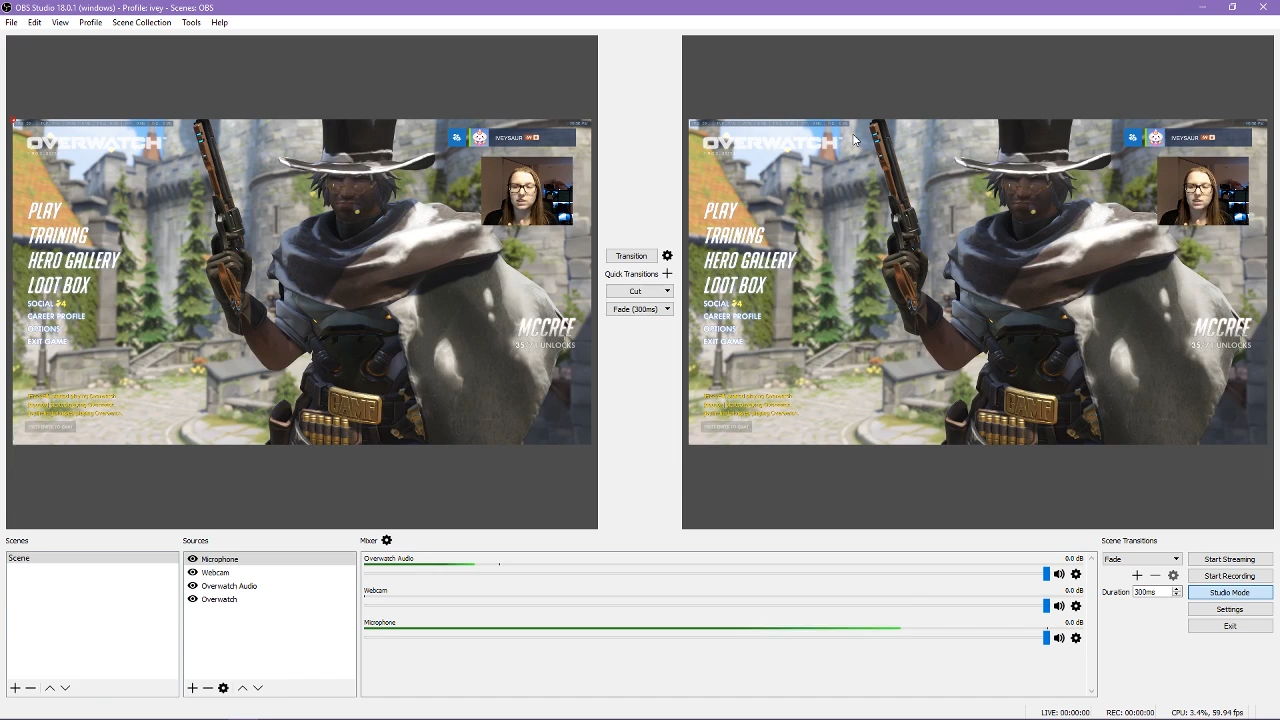 OBS Studio 18.0.1 (windows) - Profile: ivey - Scenes: OBS
File Edit View Profile Scene Collection Tools Help
OVERWATCH
IVEYSAUR
PLAY
TRAINING
HERO GALLERY
LOOT BOX
SOCIAL
CAREER PROFILE
OPTIONS
EXIT GAME
MCCREE
UNLOCKS
BAMF
Transition
Quick Transitions
Cut
Fade (300ms)
OVERWATCH
IVEYSAUR
PLAY
TRAINING
HERO GALLERY
LOOT BOX
SOCIAL
CAREER PROFILE
OPTIONS
EXIT GAME
MCCREE
UNLOCKS
BAMF
Scenes
Scene
Sources
Microphone
Webcam
Overwatch Audio
Overwatch
Mixer
Overwatch Audio 0.0 dB
Webcam 0.0 dB
Microphone 0.0 dB
Scene Transitions
Fade
Duration 300ms
Start Streaming
Start Recording
Studio Mode
Settings
Exit
LIVE: 00:00:00 REC: 00:00:00 CPU: 3.4%, 59.94 fps